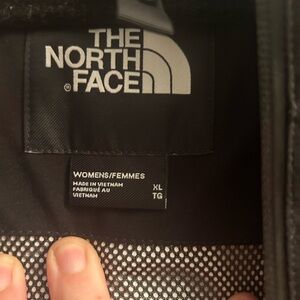 THE
NORTH
FACE
WOMENS/FEMMES
MADE IN VIETNAM
FABRIQUÉ AU
VIETNAM
XL
TG